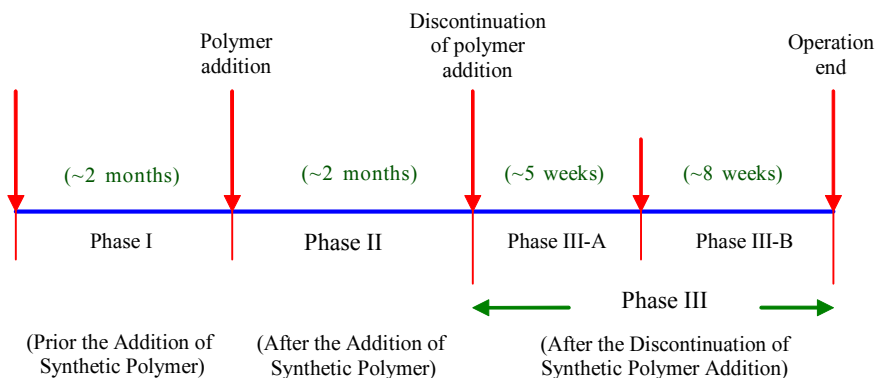 Polymer
addition
Discontinuation
of polymer
addition
Operation
end
(~2 months)
(~2 months)
(~5 weeks)
(~8 weeks)
Phase I
Phase II
Phase III-A
Phase III-B
Phase III
(Prior the Addition of
Synthetic Polymer)
(After the Addition of
Synthetic Polymer)
(After the Discontinuation of
Synthetic Polymer Addition)